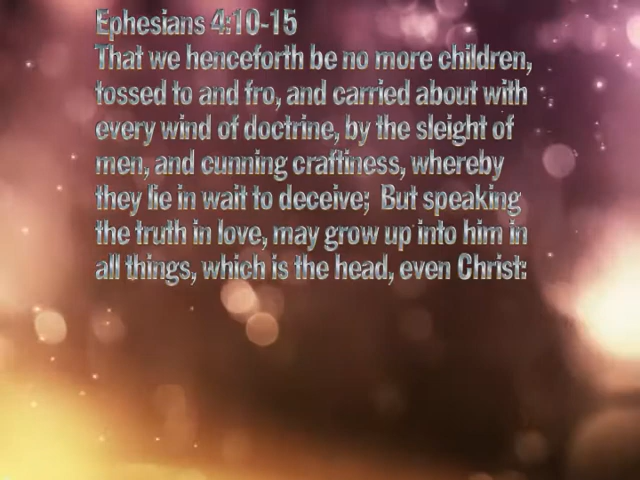 Ephesians 4:10-15
That we henceforth be no more children,
tossed to and fro, and carried about with
every wind of doctrine, by the sleight of
men, and cunning craftiness, whereby
they lie in wait to deceive;  But speaking
the truth in love, may grow up into him in
all things, which is the head, even Christ: